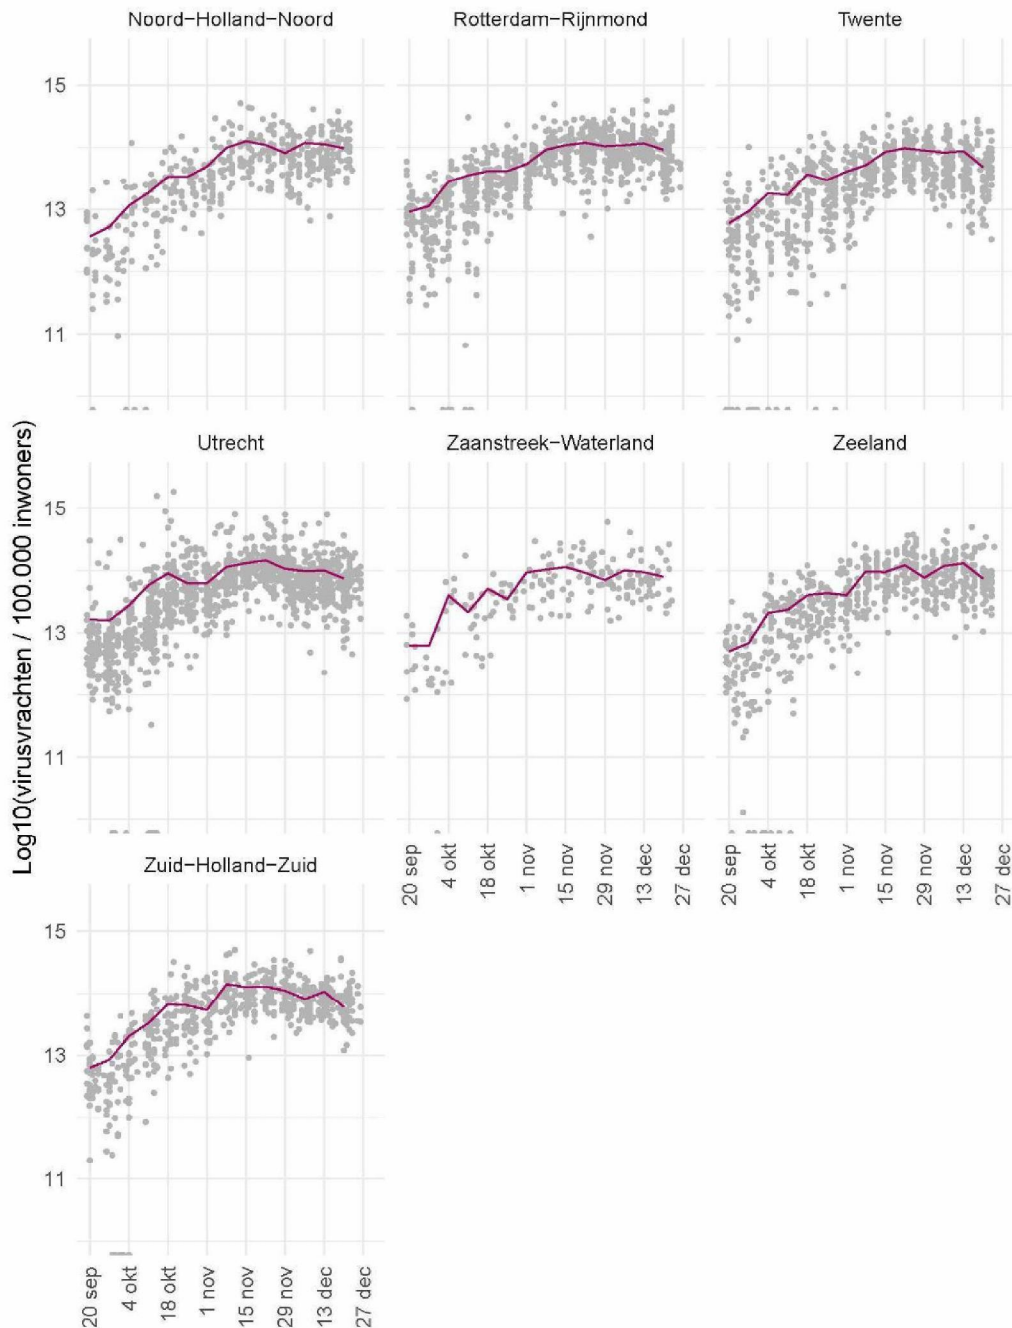 Noord−Holland−Noord
Rotterdam−Rijnmond
Twente
15
13
11
Utrecht
Zaanstreek−Waterland
Zeeland
15
13
11
Log10(virusvrachten / 100.000 inwoners)
20 sep
4 okt
18 okt
1 nov
15 nov
29 nov
13 dec
27 dec
20 sep
4 okt
18 okt
1 nov
15 nov
29 nov
13 dec
27 dec
Zuid−Holland−Zuid
15
13
11
20 sep
4 okt
18 okt
1 nov
15 nov
29 nov
13 dec
27 dec